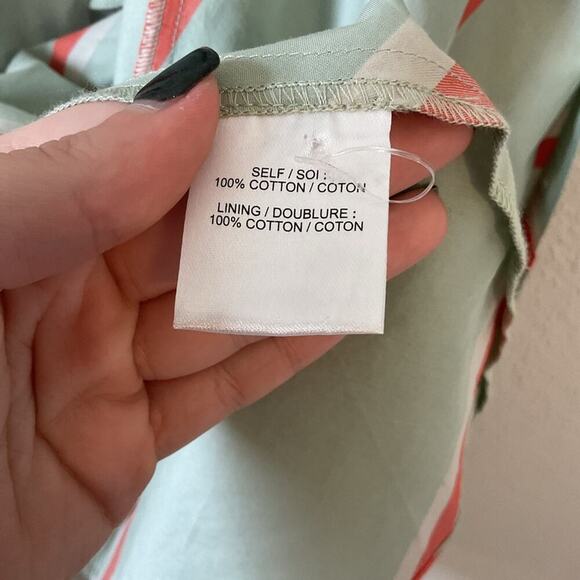 SELF / SOI :
100% COTTON / COTON
LINING / DOUBLURE :
100% COTTON / COTON